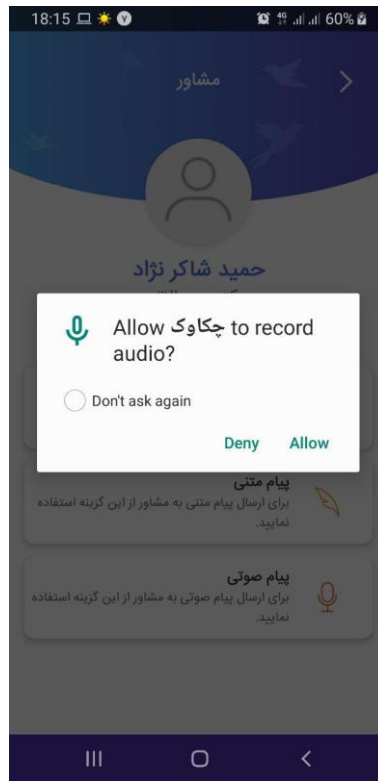 18:15
۷
4G
60%
مشاور
حمید شاکر نژاد
Allow چکاوک to record
audio?
Don't ask again
Deny Allow
پیام متنی
برای ارسال پیام متنی به مشاور از این گزینه استفاده
نمایید.
پیام صوتی
برای ارسال پیام صوتی به مشاور از این گزینه استفاده
نمایید.